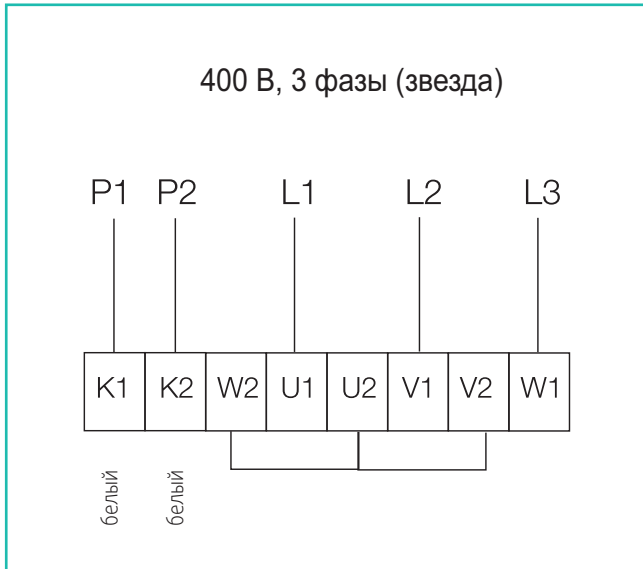 400 В, 3 фазы (звезда)
P1 P2 L1 L2 L3
K1 K2 W2 U1 U2 V1 V2 W1
белый белый